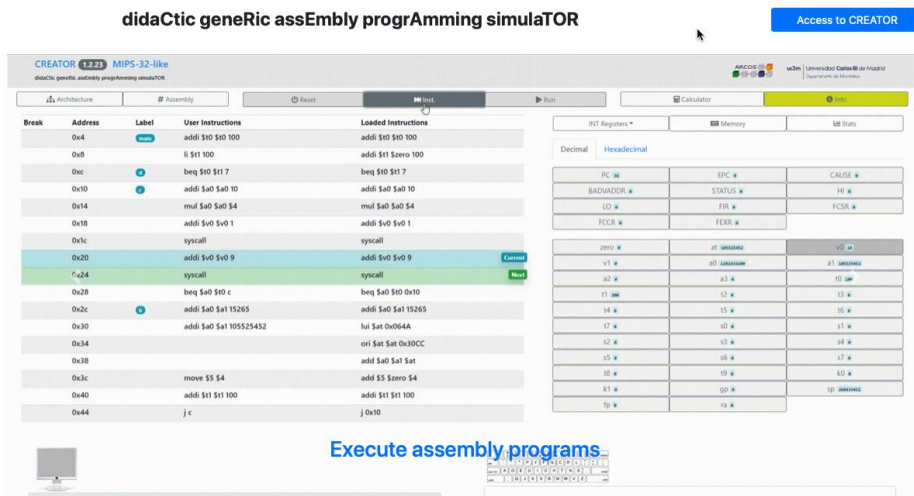 didaCtic geneRic assEmbly progrAmming simulaTOR
Access to CREATOR
CREATOR 1.2.23 MIPS-32-like
didaCtic geneRic assEmbly progrAmming simulaTOR
ARCOS
uc3m Universidad Carlos III de Madrid
Departamento de Informática
Architecture # Assembly Reset Inst. Run Calculator Info
Break Address Label User Instructions Loaded Instructions
INT Registers Memory Stats
0x4 main addi $t0 $t0 100 addi $t0 $t0 100
0x8 li $t1 100 addi $t1 $zero 100
Decimal Hexadecimal
0xc d beq $t0 $t1 7 beq $t0 $t1 7
0x10 c addi $a0 $a0 10 addi $a0 $a0 10
0x14 mul $a0 $a0 $4 mul $a0 $a0 $4
0x18 addi $v0 $v0 1 addi $v0 $v0 1
0x1c syscall syscall
0x20 addi $v0 $v0 9 addi $v0 $v0 9 Current
0x24 syscall syscall Next
0x28 beq $a0 $t0 c beq $a0 $t0 0x10
0x2c b addi $a0 $a1 15265 addi $a0 $a1 15265
0x30 addi $a0 $a1 105525452 lui $at 0x064A
0x34 ori $at $at 0x30CC
0x38 add $a0 $a1 $at
0x3c move $5 $4 add $5 $zero $4
0x40 addi $t1 $t1 100 addi $t1 $t1 100
0x44 j c j 0x10
PC EPC CAUSE
BADVADDR STATUS HI
LO FIR FCSR
FCCR FEXR
zero at v0
v1 a0 a1
a2 a3 t0
t1 t2 t3
t4 t5 t6
t7 s0 s1
s2 s3 s4
s5 s6 s7
t8 t9 k0
k1 gp sp
fp ra
Execute assembly programs